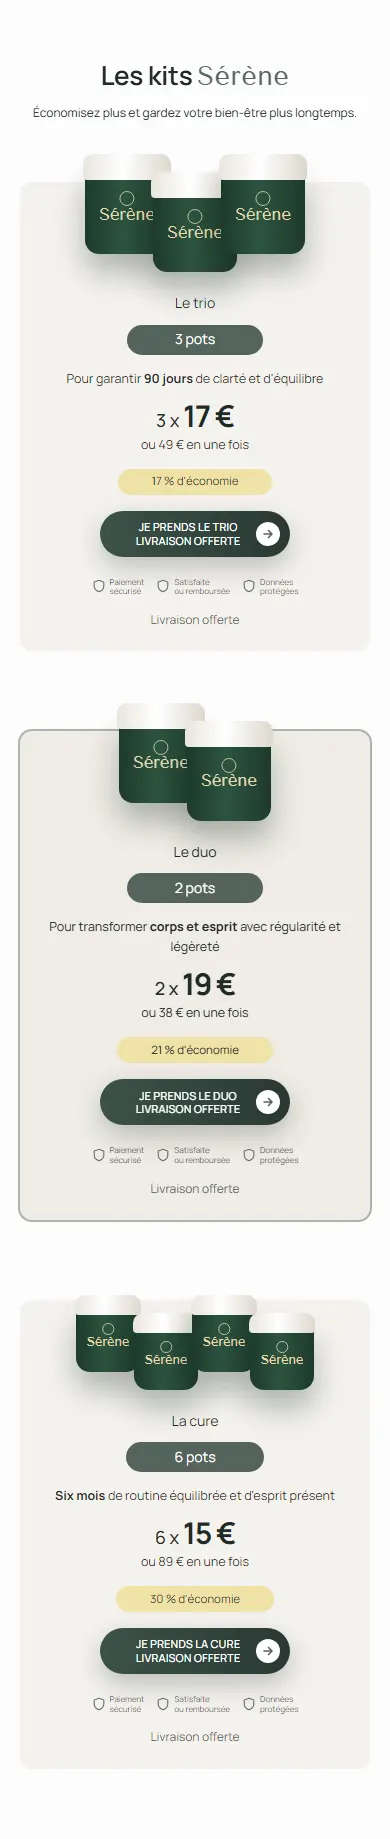 Les kits Sérène
Économisez plus et gardez votre bien-être plus longtemps.
Sérène
Sérène
Sérène
Le trio
3 pots
Pour garantir 90 jours de clarté et d'équilibre
3 x 17 €
ou 49 € en une fois
17 % d'économie
JE PRENDS LE TRIO
LIVRAISON OFFERTE
Paiement sécurisé
Satisfaite ou remboursée
Données protégées
Livraison offerte
Sérène
Sérène
Le duo
2 pots
Pour transformer corps et esprit avec régularité et
légèreté
2 x 19 €
ou 38 € en une fois
21 % d'économie
JE PRENDS LE DUO
LIVRAISON OFFERTE
Paiement sécurisé
Satisfaite ou remboursée
Données protégées
Livraison offerte
Sérène
Sérène
Sérène
Sérène
La cure
6 pots
Six mois de routine équilibrée et d'esprit présent
6 x 15 €
ou 89 € en une fois
30 % d'économie
JE PRENDS LA CURE
LIVRAISON OFFERTE
Paiement sécurisé
Satisfaite ou remboursée
Données protégées
Livraison offerte